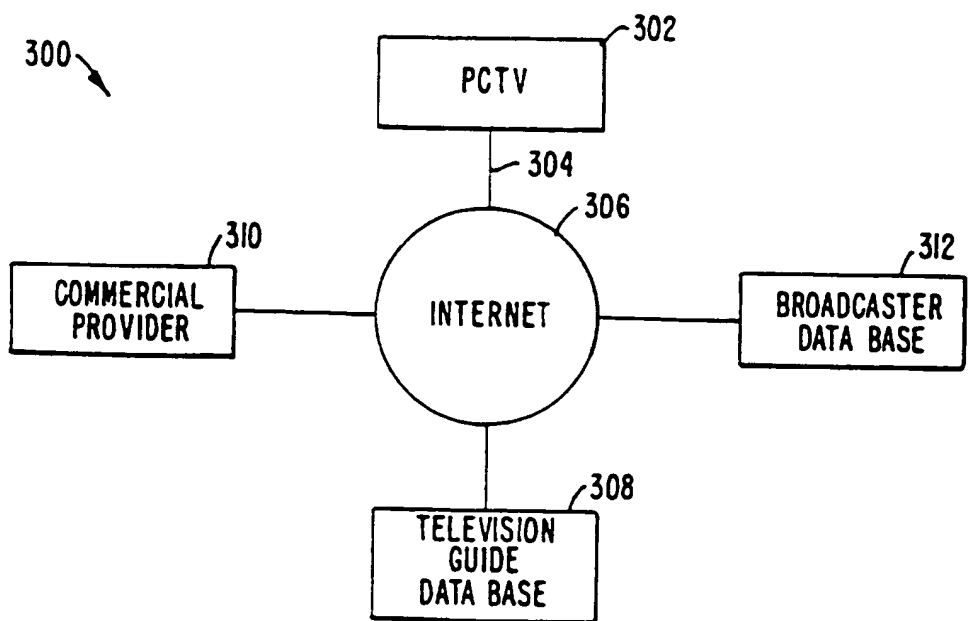 300
302
PCTV
304
306
310
312
COMMERCIAL
PROVIDER
INTERNET
BROADCASTER
DATA BASE
308
TELEVISION
GUIDE
DATA BASE